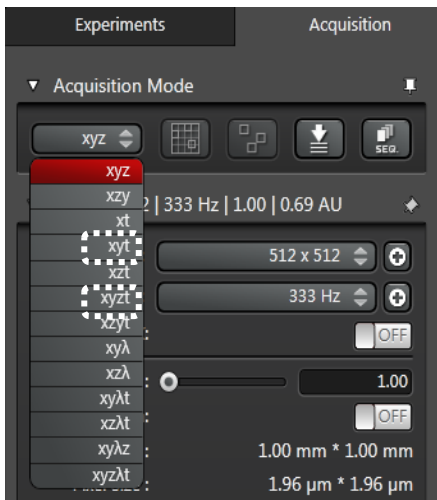 Experiments Acquisition
Acquisition Mode
xyz SEQ.
xyz
xzy 2 | 333 Hz | 1.00 | 0.69 AU
xt
xyt 512 x 512
xzt
xyzt 333 Hz
xzyt : OFF
xyλ
xzλ : 1.00
xyλt : OFF
xzλt
xyλz : 1.00 mm * 1.00 mm
xyzλt : 1.96 µm * 1.96 µm